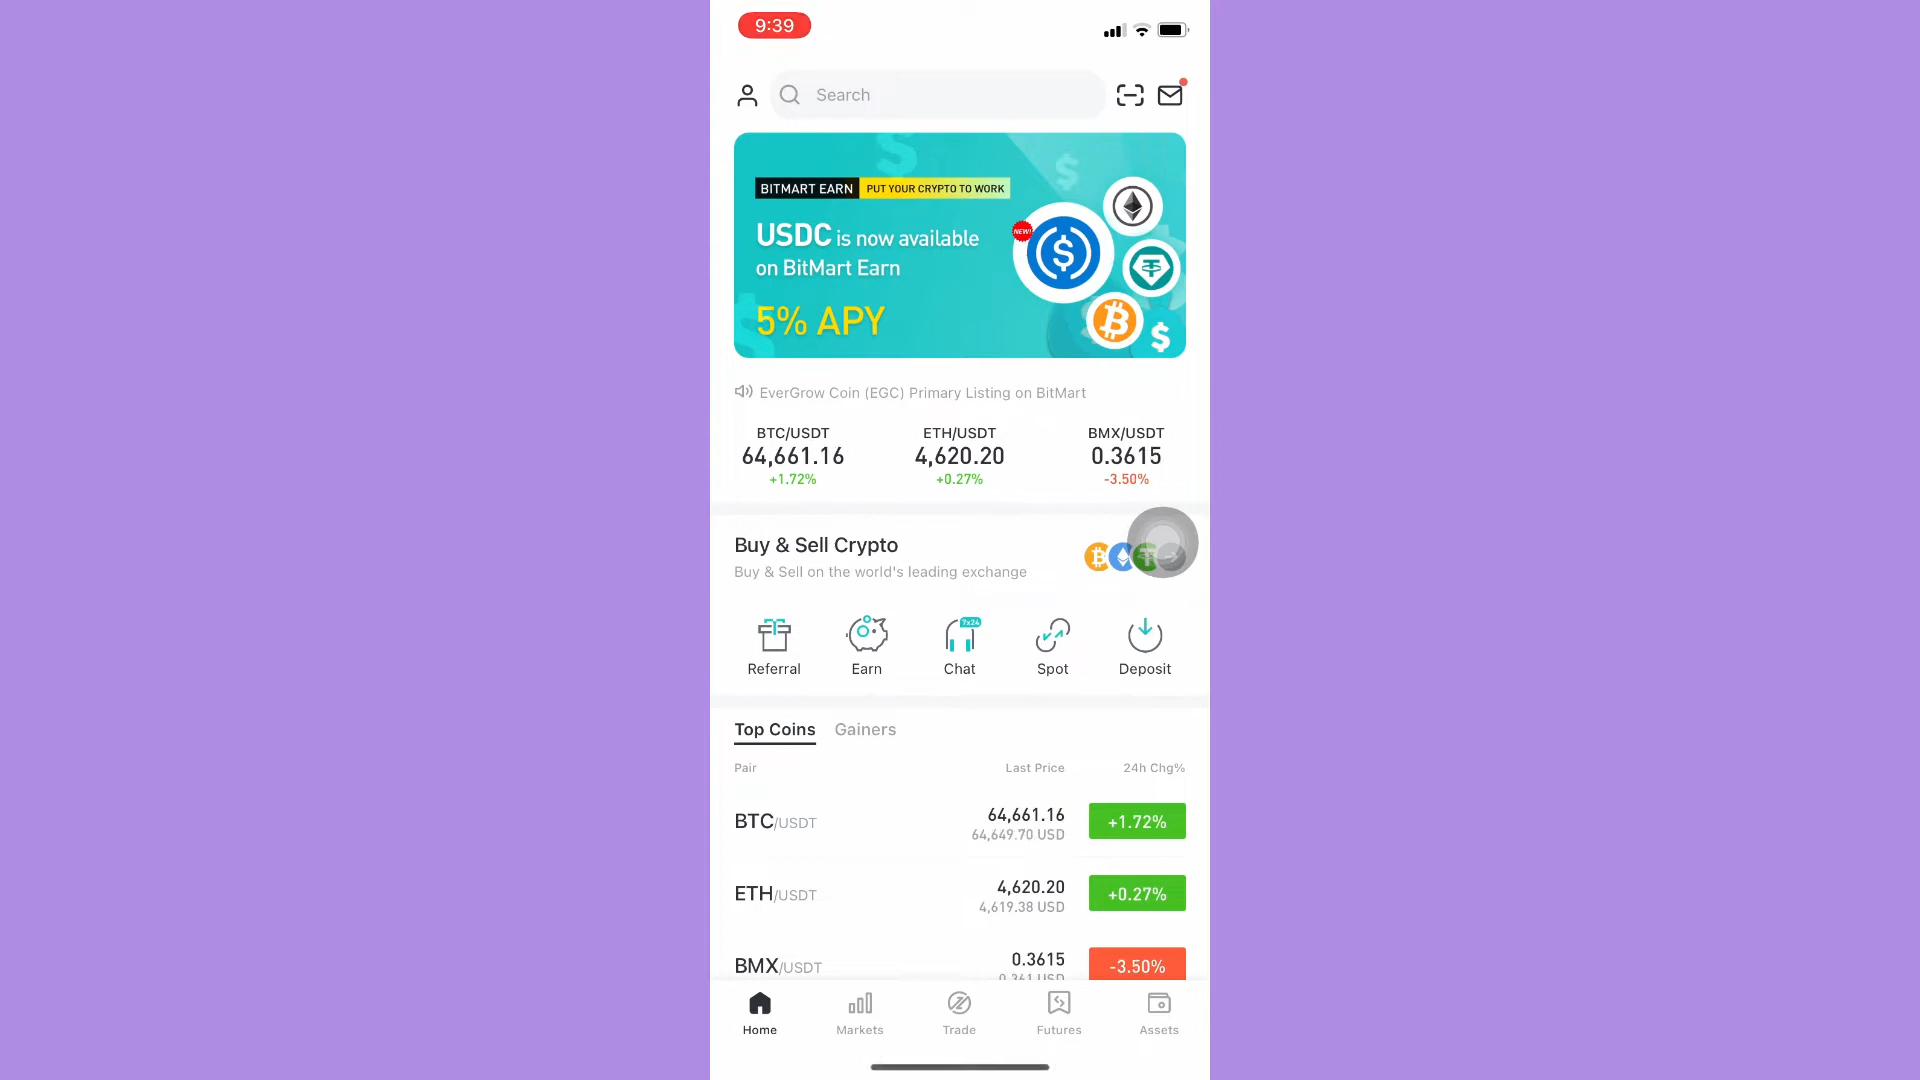 9:39
Search
BITMART EARN PUT YOUR CRYPTO TO WORK
USDC is now available
on BitMart Earn
NEW!
5% APY
EverGrow Coin (EGC) Primary Listing on BitMart
BTC/USDT ETH/USDT BMX/USDT
64,661.16 4,620.20 0.3615
+1.72% +0.27% -3.50%
Buy & Sell Crypto
Buy & Sell on the world's leading exchange
7x24
Referral Earn Chat Spot Deposit
Top Coins Gainers
Pair Last Price 24h Chg%
BTC/USDT 64,661.16 +1.72%
64,649.70 USD
ETH/USDT 4,620.20 +0.27%
4,619.38 USD
BMX/USDT 0.3615 -3.50%
0.361 USD
Home Markets Trade Futures Assets